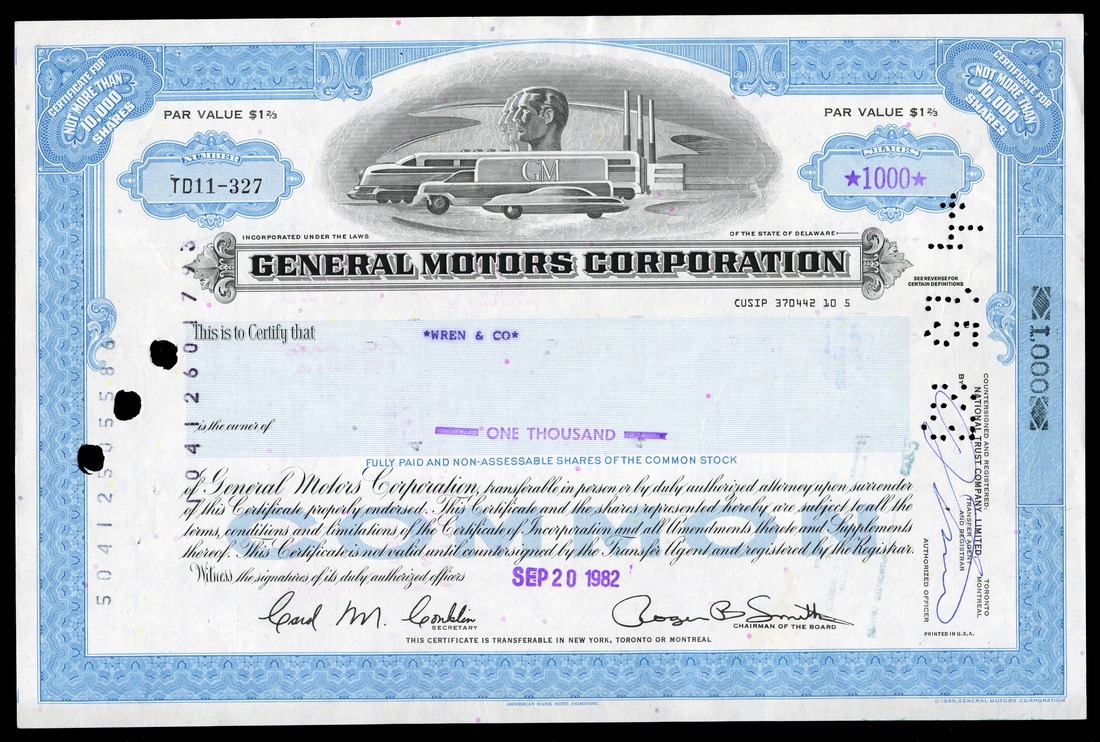 CERTIFICATE FOR
NOT MORE THAN
10,000
SHARES
CERTIFICATE FOR
NOT MORE THAN
10,000
SHARES
PAR VALUE $1⅔
PAR VALUE $1⅔
NUMBER
TD11-327
GM
SHARES
★1000★
INCORPORATED UNDER THE LAWS
OF THE STATE OF DELAWARE
GENERAL MOTORS CORPORATION
SEE REVERSE FOR
CERTAIN DEFINITIONS
CUSIP 370442 10 5
This is to Certify that
*WREN & CO*
is the owner of
ONE THOUSAND
FULLY PAID AND NON-ASSESSABLE SHARES OF THE COMMON STOCK
COMMON
of General Motors Corporation, transferable in person or by duly authorized attorney upon surrender
of this Certificate properly endorsed. This Certificate and the shares represented hereby are subject to all the
terms, conditions and limitations of the Certificate of Incorporation and all Amendments thereto and Supplements
thereof. This Certificate is not valid until countersigned by the Transfer Agent and registered by the Registrar.
Witness the signatures of its duly authorized officers
SEP 20 1982
Carol M. Conklin
SECRETARY
Roger B Smith
CHAIRMAN OF THE BOARD
THIS CERTIFICATE IS TRANSFERABLE IN NEW YORK, TORONTO OR MONTREAL
COUNTERSIGNED AND REGISTERED:
NATIONAL TRUST COMPANY, LIMITED,
TORONTO
MONTREAL
BY
TRANSFER AGENT
AND REGISTRAR
AUTHORIZED OFFICER
1,000
PRINTED IN U.S.A.
AMERICAN BANK NOTE COMPANY.
© 1959, GENERAL MOTORS CORPORATION